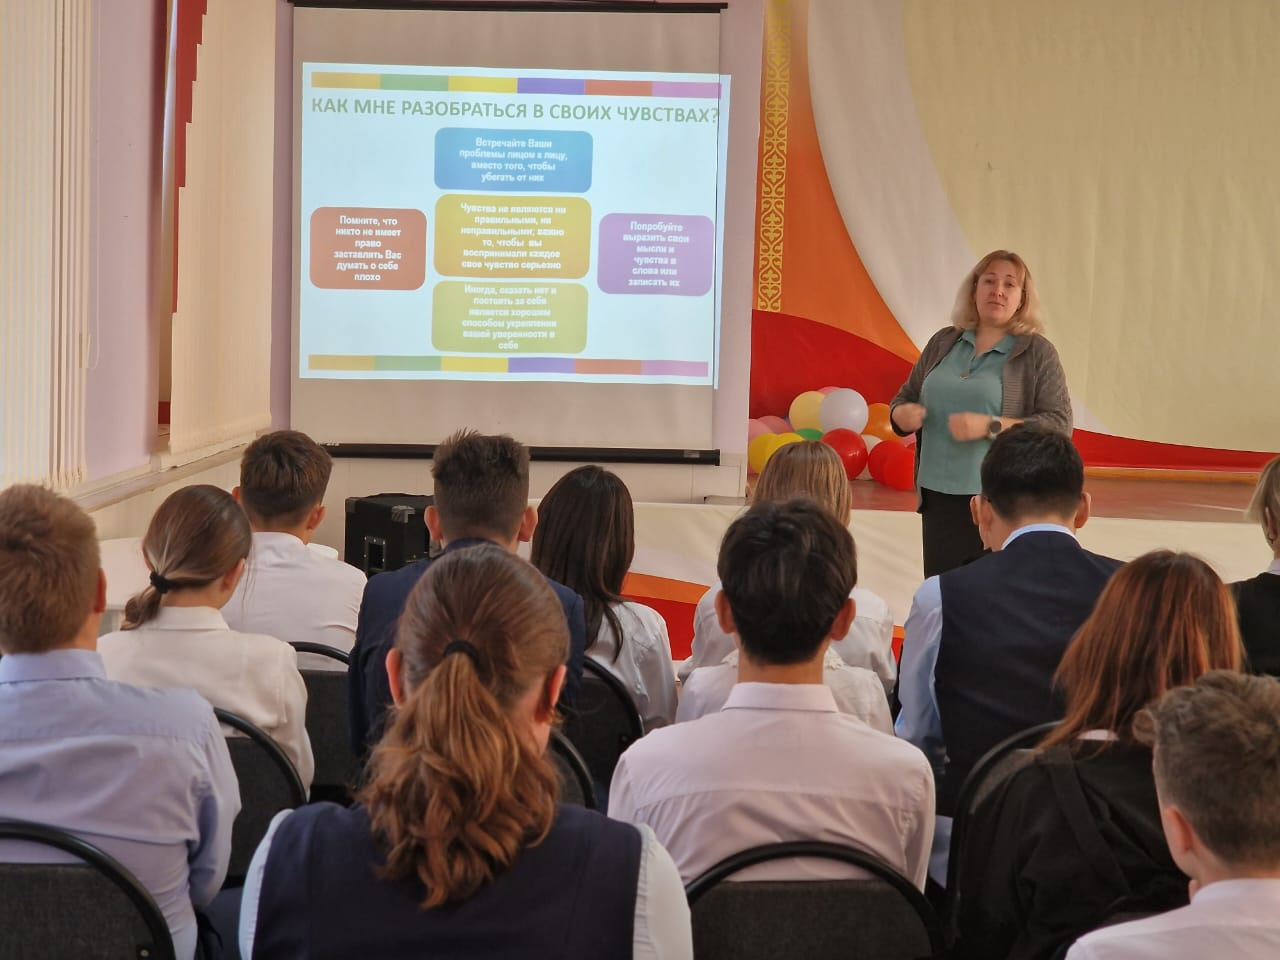 КАК МНЕ РАЗОБРАТЬСЯ В СВОИХ ЧУВСТВАХ?
Встречайте Ваши
проблемы лицом к лицу,
вместо того, чтобы
убегать от них
Помните, что
никто не имеет
право
заставлять Вас
думать о себе
плохо
Чувства не являются ни
правильными, ни
неправильными; важно
то, чтобы вы
воспринимали каждое
свое чувство серьезно
Попробуйте
выразить свои
мысли и
чувства в
слова или
записать их
Иногда, сказать нет и
постоять за себя
является хорошим
способом укрепления
вашей уверенности в
себе